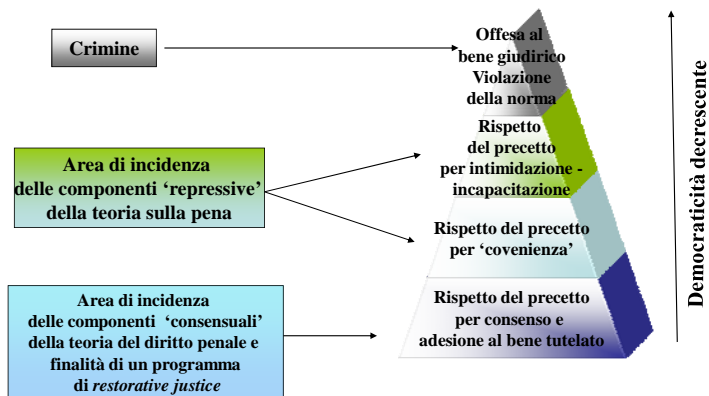 Crimine
Offesa al
bene giudirico
Violazione
della norma
Area di incidenza
delle componenti ‘repressive’
della teoria sulla pena
Rispetto
del precetto
per intimidazione -
incapacitazione
Rispetto del precetto
per ‘covenienza’
Area di incidenza
delle componenti ‘consensuali’
della teoria del diritto penale e
finalità di un programma
di restorative justice
Rispetto del precetto
per consenso e
adesione al bene tutelato
Democraticità decrescente